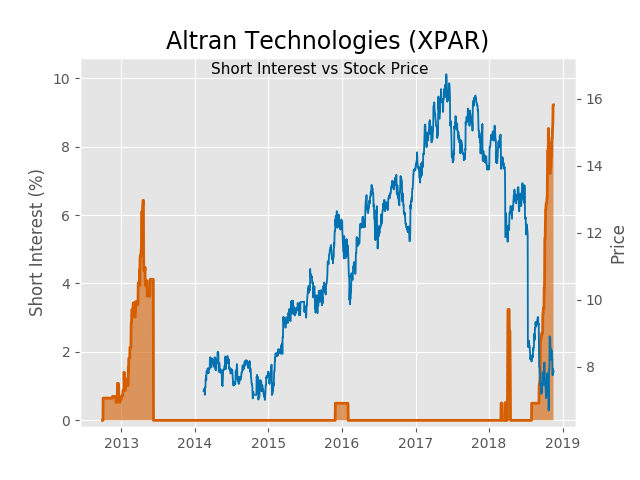 Altran Technologies (XPAR)
Short Interest vs Stock Price
Short Interest (%)
10
8
6
4
2
0
16
14
12
10
8
Price
2013 2014 2015 2016 2017 2018 2019